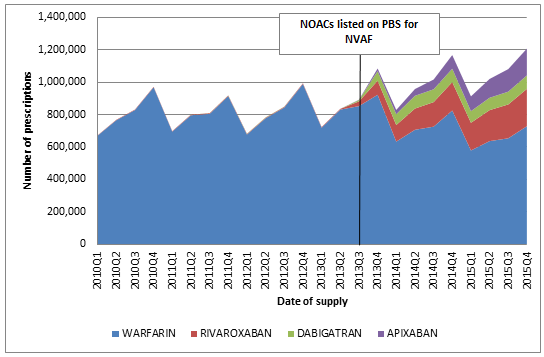 NOACs listed on PBS for
NVAF
1,400,000
1,200,000
1,000,000
800,000
600,000
400,000
200,000
0
Number of prescriptions
2010Q1
2010Q2
2010Q3
2010Q4
2011Q1
2011Q2
2011Q3
2011Q4
2012Q1
2012Q2
2012Q3
2012Q4
2013Q1
2013Q2
2013Q3
2013Q4
2014Q1
2014Q2
2014Q3
2014Q4
2015Q1
2015Q2
2015Q3
2015Q4
Date of supply
WARFARIN RIVAROXABAN DABIGATRAN APIXABAN